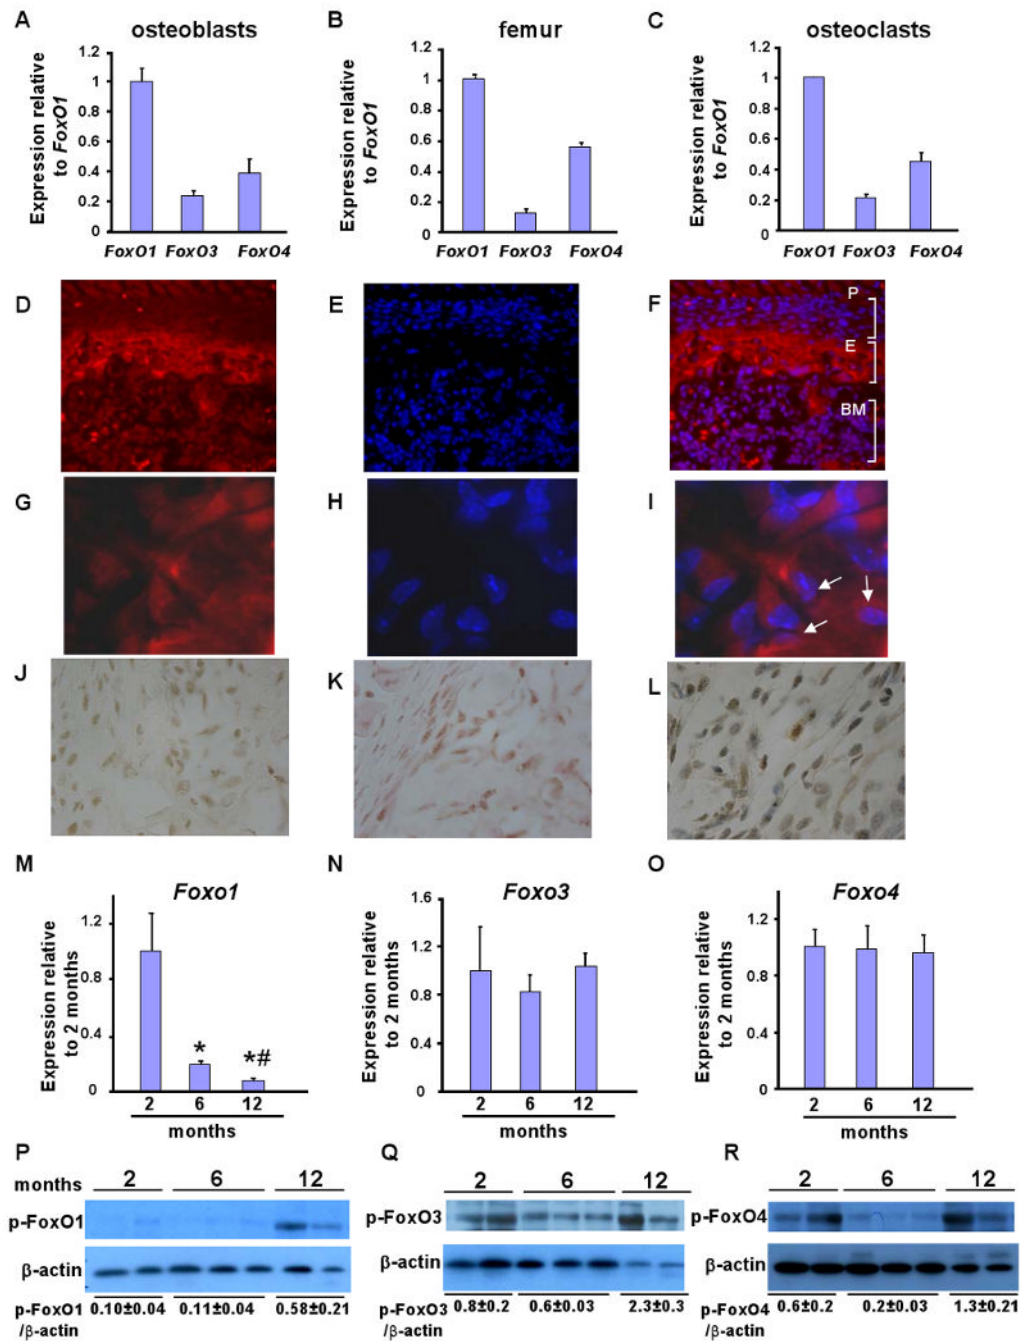 A osteoblasts
B femur
C osteoclasts
Expression relative
to FoxO1
1.2
1
0.8
0.6
0.4
0.2
0
FoxO1 FoxO3 FoxO4
Expression relative
to FoxO1
1.2
1
0.8
0.6
0.4
0.2
0
FoxO1 FoxO3 FoxO4
Expression relative
to FoxO1
1.2
1
0.8
0.6
0.4
0.2
0
FoxO1 FoxO3 FoxO4
D
E
F
P
E
BM
G
H
I
J
K
L
M Foxo1
N Foxo3
O Foxo4
Expression relative
to 2 months
1.2
0.8
0.4
0
*
*#
2 6 12
months
Expression relative
to 2 months
1.6
1.2
0.8
0.4
0
2 6 12
months
Expression relative
to 2 months
1.2
0.8
0.4
0
2 6 12
months
P
months 2 6 12
p-FoxO1
β-actin
p-FoxO1 0.10±0.04 0.11±0.04 0.58±0.21
/β-actin
Q
2 6 12
p-FoxO3
β-actin
p-FoxO3 0.8±0.2 0.6±0.03 2.3±0.3
/β-actin
R
2 6 12
p-FoxO4
β-actin
p-FoxO4 0.6±0.2 0.2±0.03 1.3±0.21
/β-actin